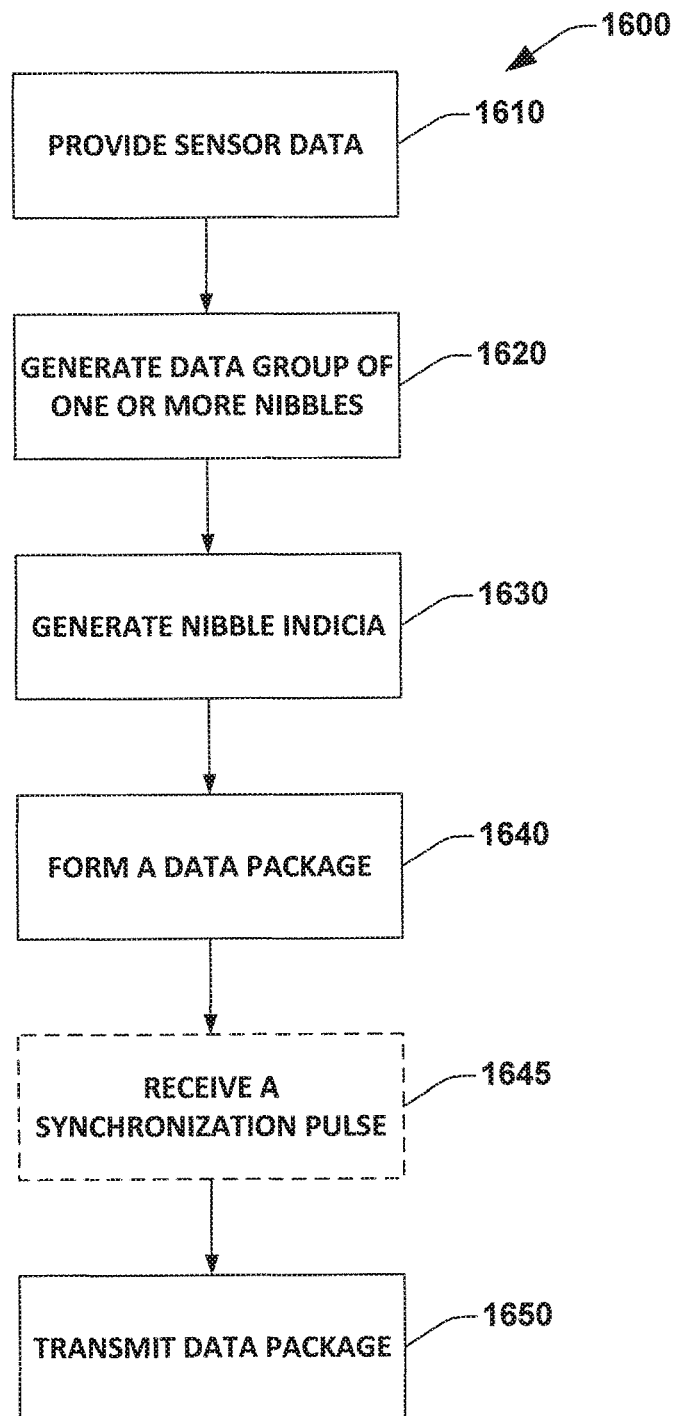 1600
PROVIDE SENSOR DATA
1610
GENERATE DATA GROUP OF
ONE OR MORE NIBBLES
1620
GENERATE NIBBLE INDICIA
1630
FORM A DATA PACKAGE
1640
RECEIVE A
SYNCHRONIZATION PULSE
1645
TRANSMIT DATA PACKAGE
1650